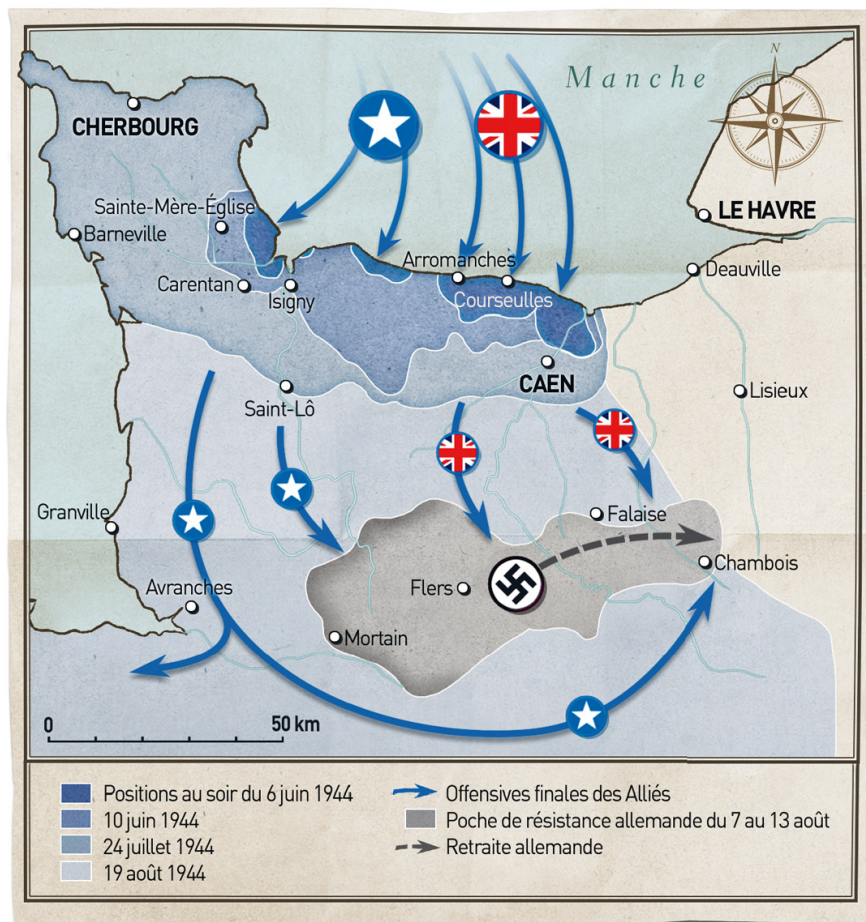 Manche
N
CHERBOURG
LE HAVRE
Sainte-Mère-Église
Barneville
Arromanches
Deauville
Carentan
Isigny
Courseulles
CAEN
Lisieux
Saint-Lô
Granville
Falaise
Chambois
Flers
Avranches
Mortain
0 50 km
Positions au soir du 6 juin 1944
10 juin 1944
24 juillet 1944
19 août 1944
Offensives finales des Alliés
Poche de résistance allemande du 7 au 13 août
Retraite allemande